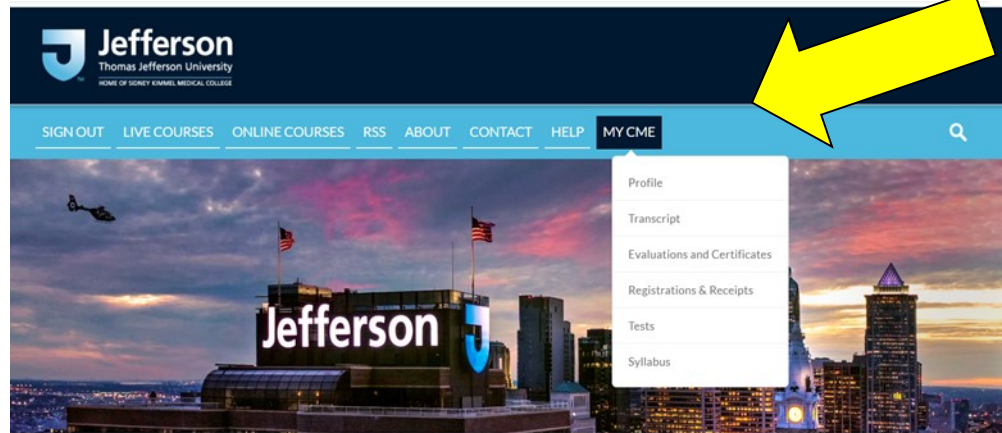 Jefferson
Thomas Jefferson University
HOME OF SIDNEY KIMMEL MEDICAL COLLEGE
SIGN OUT LIVE COURSES ONLINE COURSES RSS ABOUT CONTACT HELP MY CME
Profile
Transcript
Evaluations and Certificates
Registrations & Receipts
Tests
Syllabus
Jefferson